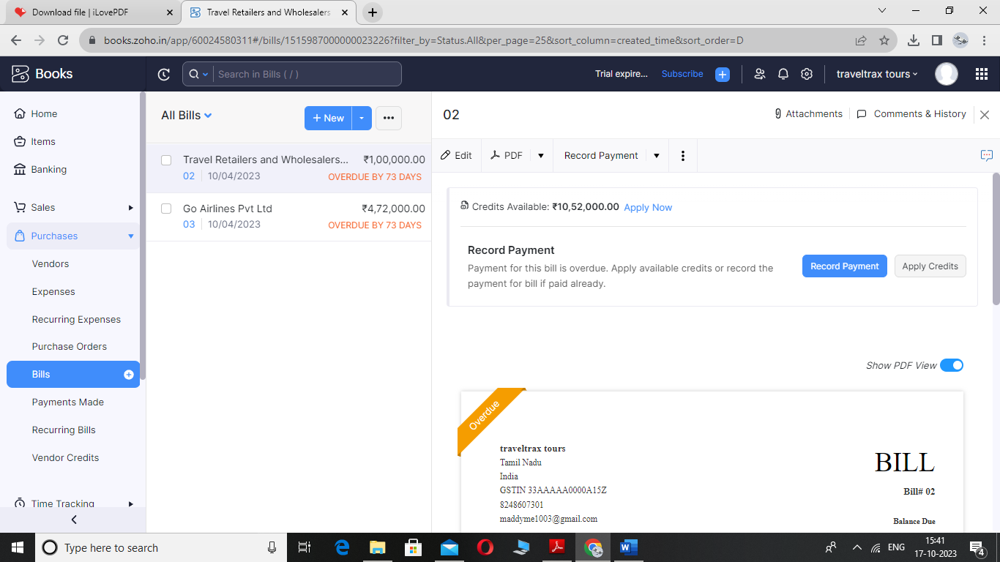 Download file | iLovePDF
Travel Retailers and Wholesalers
books.zoho.in/app/60024580311#/bills/1515987000000023226?filter_by=Status.All&per_page=25&sort_column=created_time&sort_order=D
Books
Search in Bills ( / )
Trial expire...
Subscribe
traveltrax tours
Home
Items
Banking
Sales
Purchases
Vendors
Expenses
Recurring Expenses
Purchase Orders
Bills
Payments Made
Recurring Bills
Vendor Credits
Time Tracking
All Bills
+ New
Travel Retailers and Wholesalers... ₹1,00,000.00
02 10/04/2023 OVERDUE BY 73 DAYS
Go Airlines Pvt Ltd ₹4,72,000.00
03 10/04/2023 OVERDUE BY 73 DAYS
02
Attachments
Comments & History
Edit
PDF
Record Payment
Credits Available: ₹10,52,000.00 Apply Now
Record Payment
Payment for this bill is overdue. Apply available credits or record the
payment for bill if paid already.
Record Payment
Apply Credits
Show PDF View
Overdue
traveltrax tours
Tamil Nadu
India
GSTIN 33AAAAA0000A15Z
8248607301
maddyme1003@gmail.com
BILL
Bill# 02
Balance Due
Type here to search
ENG
15:41
17-10-2023
4